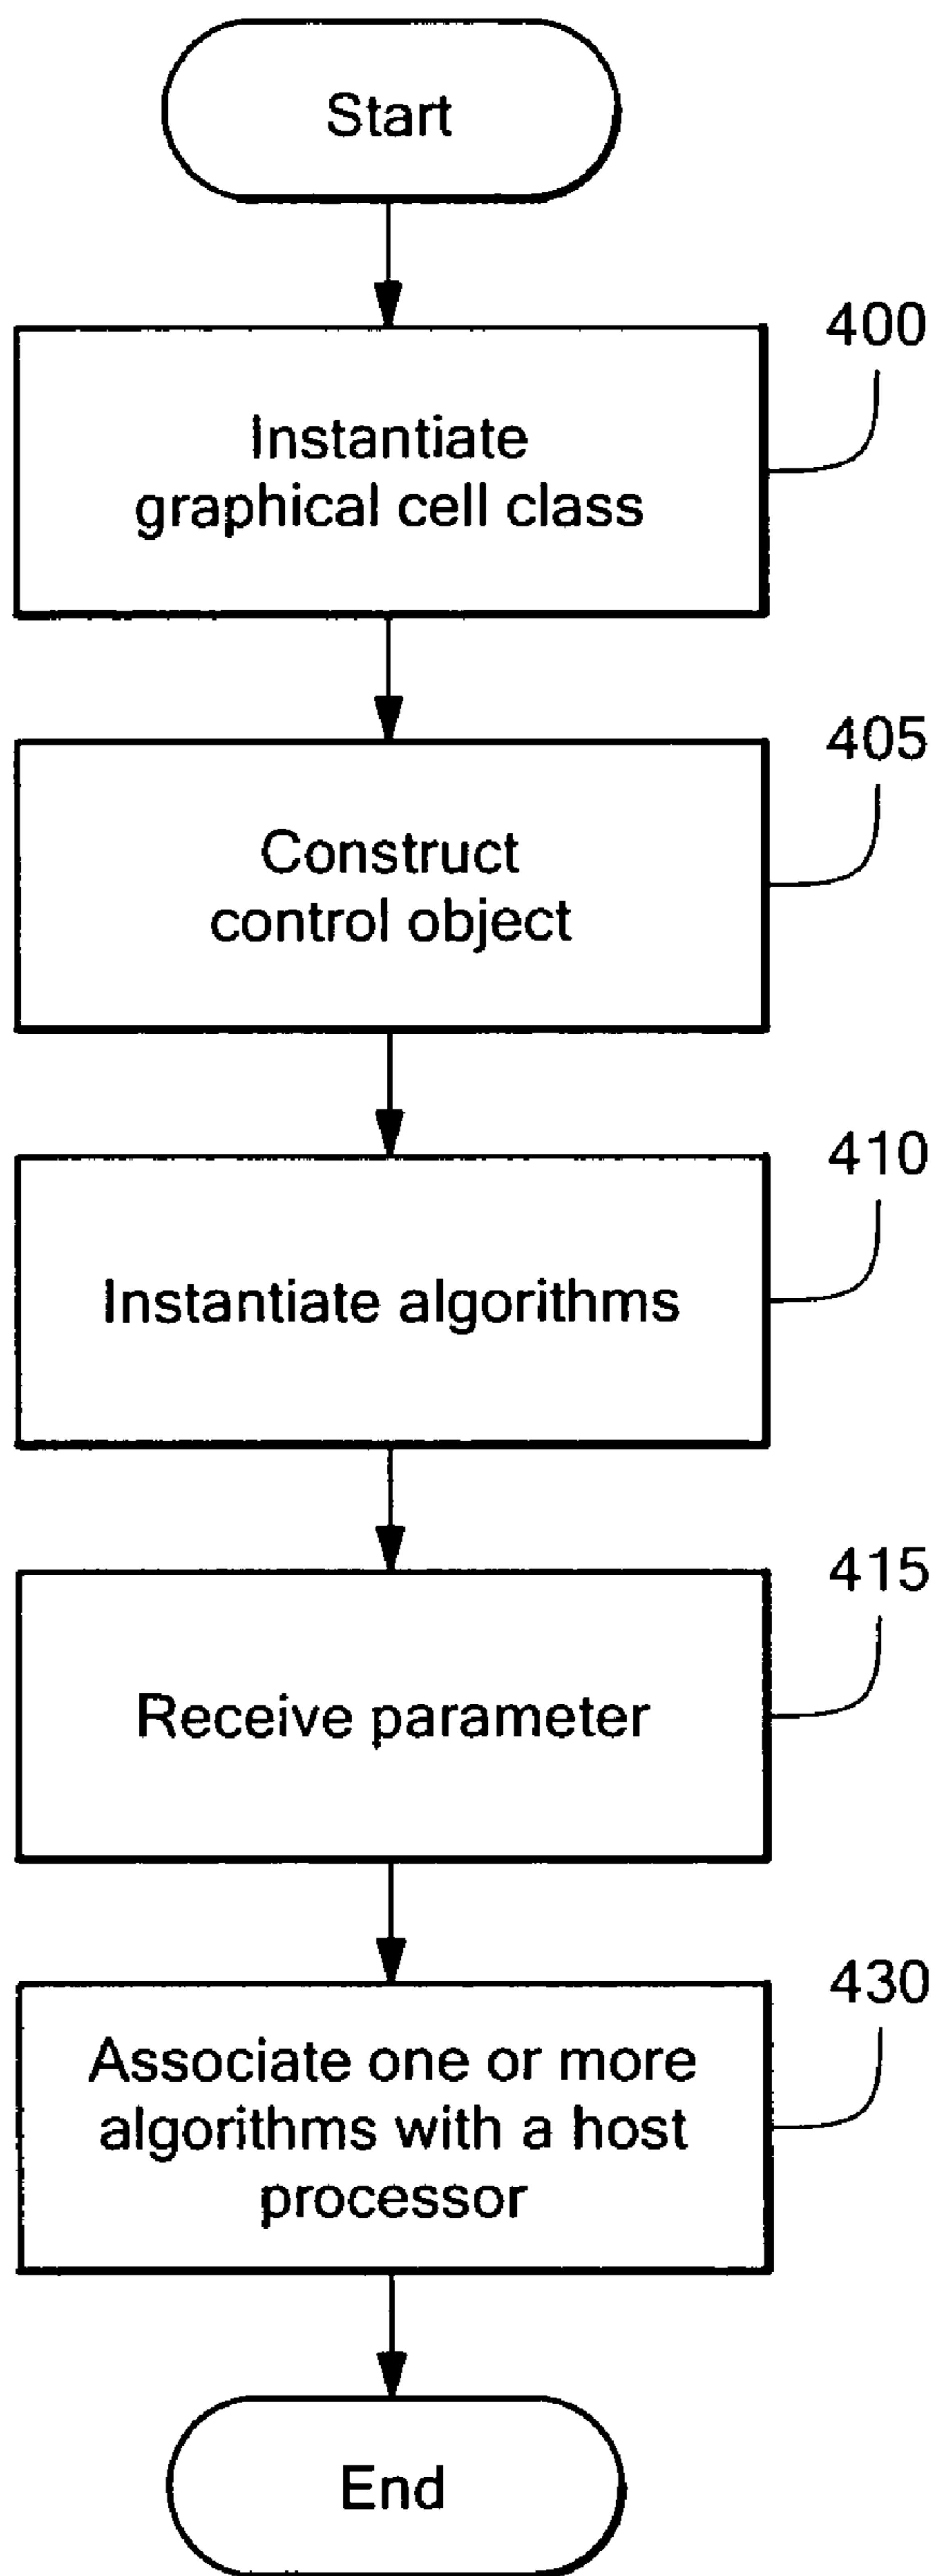 Start
400
Instantiate
graphical cell class
405
Construct
control object
410
Instantiate algorithms
415
Receive parameter
430
Associate one or more
algorithms with a host
processor
End